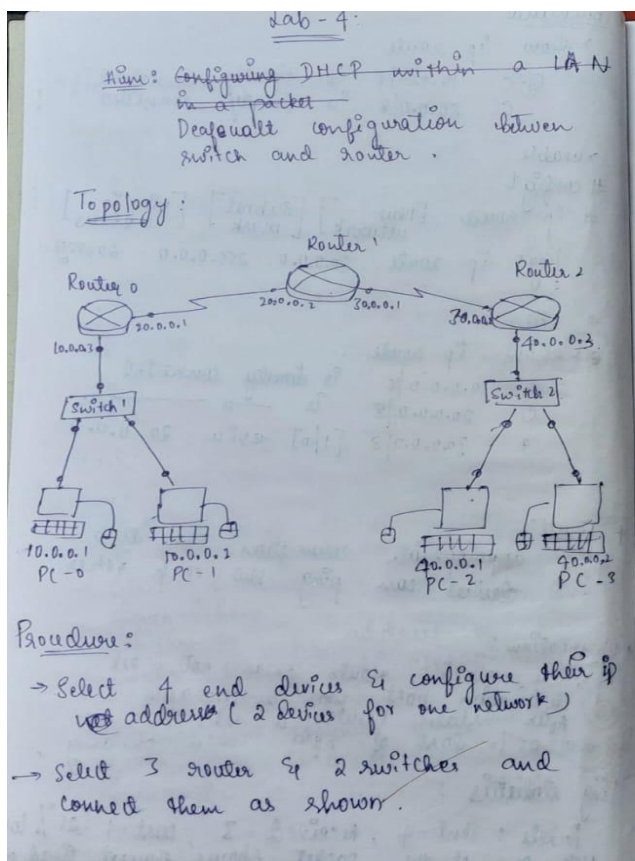 Lab - 4.
Aim: Configuring DHCP within a LAN
in a packet
Deafqualt configuration betwen
switch and router.
Topology:
Router 1
Router 0
Router 2
20.0.0.1
20.0.0.2
30.0.0.1
10.0.0.3
40.0.0.3
Switch 1
Switch 2
10.0.0.1
PC-0
10.0.0.2
PC-1
40.0.0.1
PC-2
40.0.0.2
PC-3
Procedure:
→ Select 4 end devices & configure their ip
address (2 devices for one network)
→ Select 3 router & 2 switches and
connect them as shown.